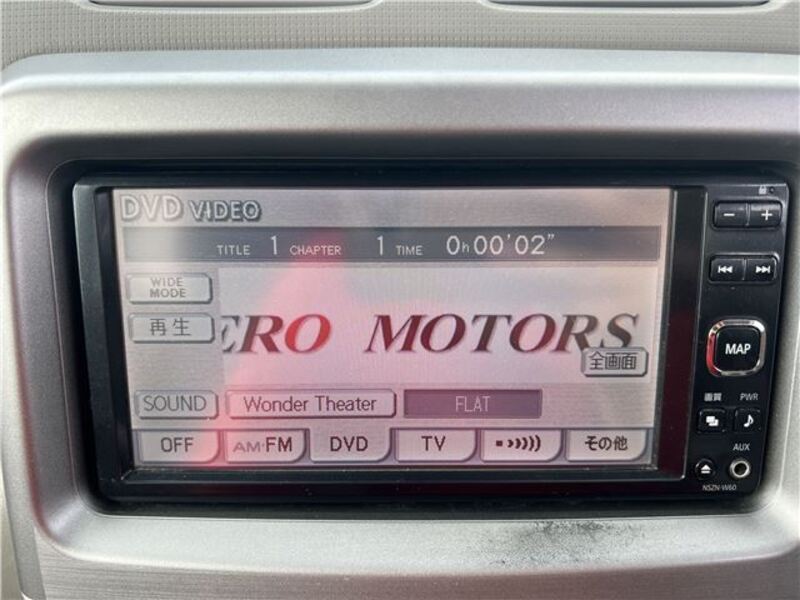 DVD VIDEO
TITLE 1 CHAPTER 1 TIME 0h00'02"
WIDE MODE
再生
ERO MOTORS
全画面
SOUND Wonder Theater FLAT
OFF AM·FM DVD TV その他
MAP
画質 PWR
AUX
NSZN-W60